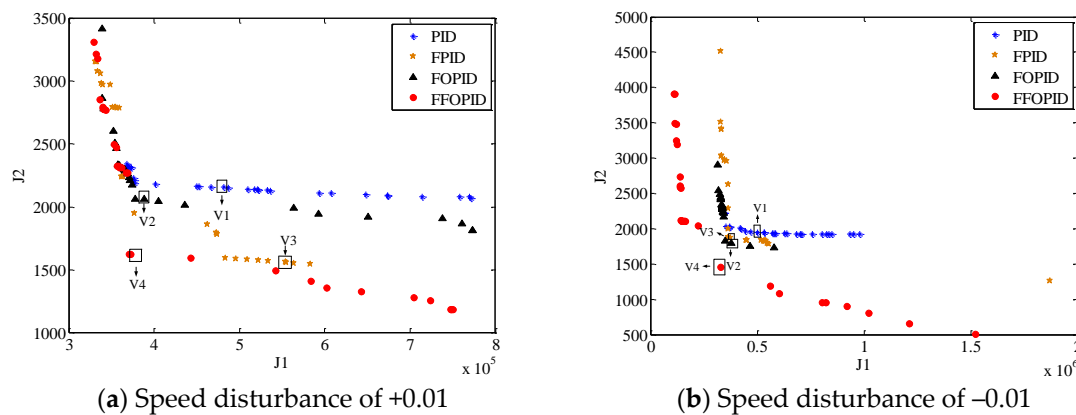 3500
3000
2500
2000
1500
1000
J2
3
4
5
6
7
8
J1
x 10⁵
PID
FPID
FOPID
FFOPID
V1
V2
V3
V4
(a) Speed disturbance of +0.01
5000
4500
4000
3500
3000
2500
2000
1500
1000
500
J2
0
0.5
1
1.5
2
J1
x 10⁶
PID
FPID
FOPID
FFOPID
V1
V3
V2
V4
(b) Speed disturbance of –0.01